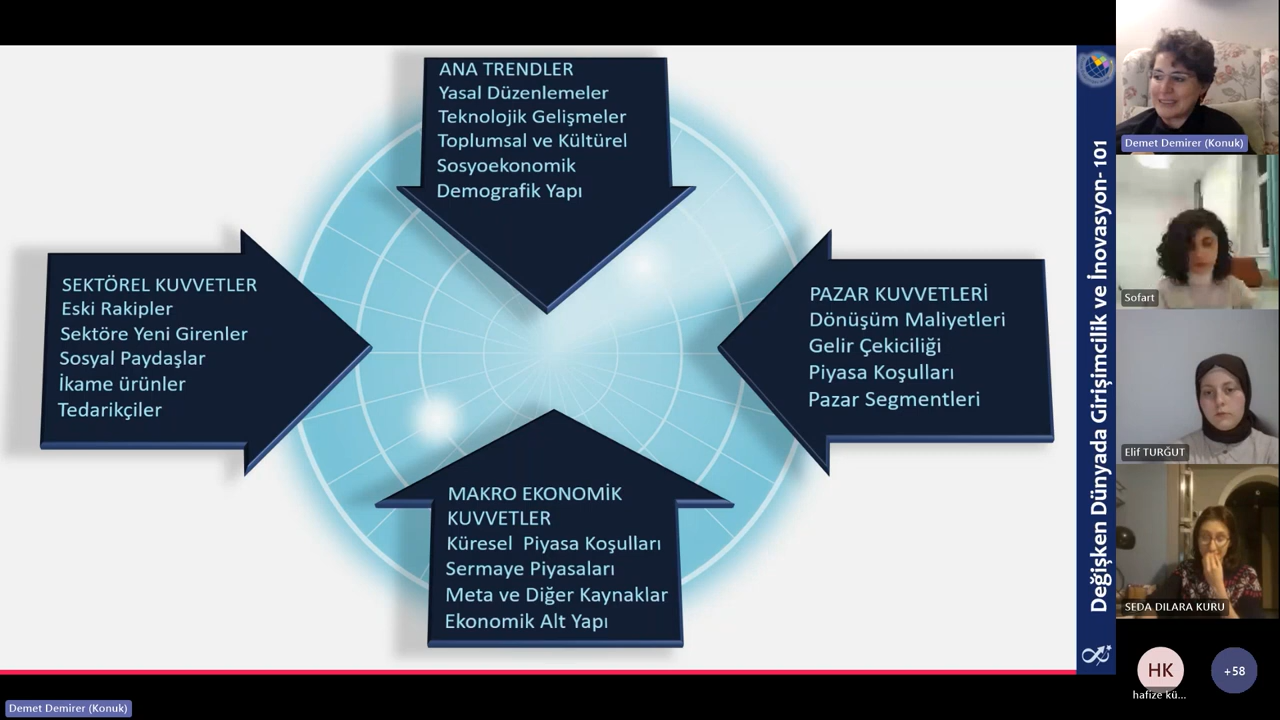 ANA TRENDLER
Yasal Düzenlemeler
Teknolojik Gelişmeler
Toplumsal ve Kültürel
Sosyoekonomik
Demografik Yapı
SEKTÖREL KUVVETLER
Eski Rakipler
Sektöre Yeni Girenler
Sosyal Paydaşlar
İkame ürünler
Tedarikçiler
PAZAR KUVVETLERİ
Dönüşüm Maliyetleri
Gelir Çekiciliği
Piyasa Koşulları
Pazar Segmentleri
MAKRO EKONOMİK
KUVVETLER
Küresel  Piyasa Koşulları
Sermaye Piyasaları
Meta ve Diğer Kaynaklar
Ekonomik Alt Yapı
Değişken Dünyada Girişimcilik ve İnovasyon- 101
Demet Demirer (Konuk)
Sofart
Elif TURĞUT
SEDA DILARA KURU
HK
hafize kü...
+58
Demet Demirer (Konuk)